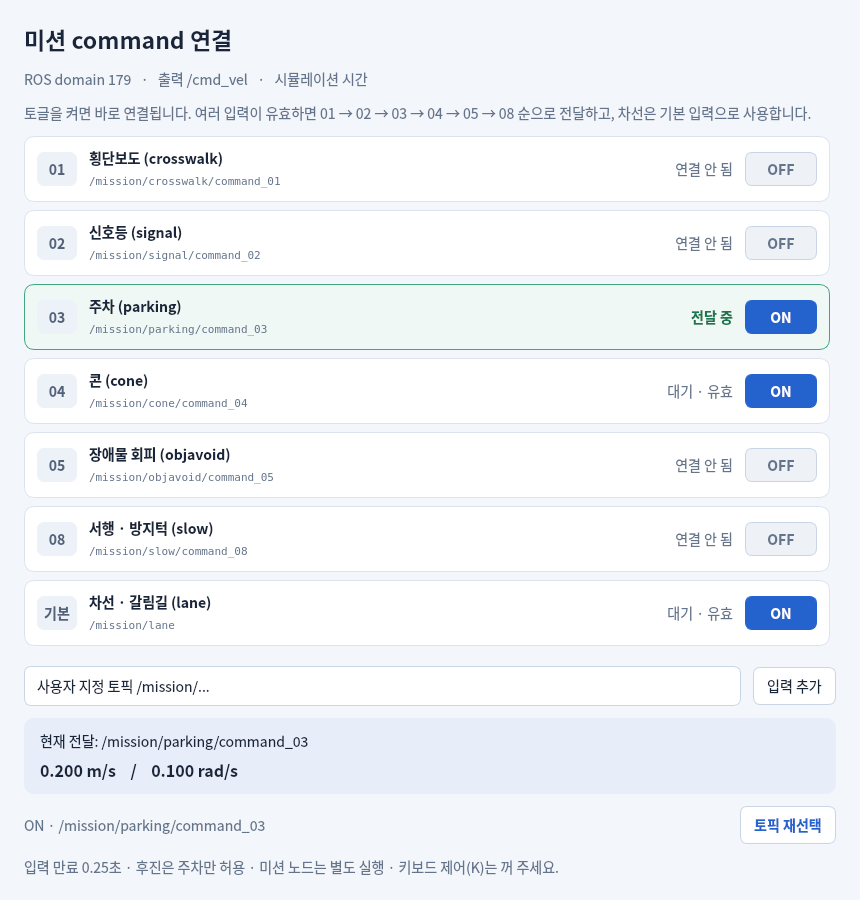 미션 command 연결
ROS domain 179 · 출력 /cmd_vel · 시뮬레이션 시간
토글을 켜면 바로 연결됩니다. 여러 입력이 유효하면 01 → 02 → 03 → 04 → 05 → 08 순으로 전달하고, 차선은 기본 입력으로 사용합니다.
01 횡단보도 (crosswalk) 연결 안 됨 OFF
/mission/crosswalk/command_01
02 신호등 (signal) 연결 안 됨 OFF
/mission/signal/command_02
03 주차 (parking) 전달 중 ON
/mission/parking/command_03
04 콘 (cone) 대기 · 유효 ON
/mission/cone/command_04
05 장애물 회피 (objavoid) 연결 안 됨 OFF
/mission/objavoid/command_05
08 서행 · 방지턱 (slow) 연결 안 됨 OFF
/mission/slow/command_08
기본 차선 · 갈림길 (lane) 대기 · 유효 ON
/mission/lane
사용자 지정 토픽 /mission/... 입력 추가
현재 전달: /mission/parking/command_03
0.200 m/s / 0.100 rad/s
ON · /mission/parking/command_03 토픽 재선택
입력 만료 0.25초 · 후진은 주차만 허용 · 미션 노드는 별도 실행 · 키보드 제어(K)는 꺼 주세요.